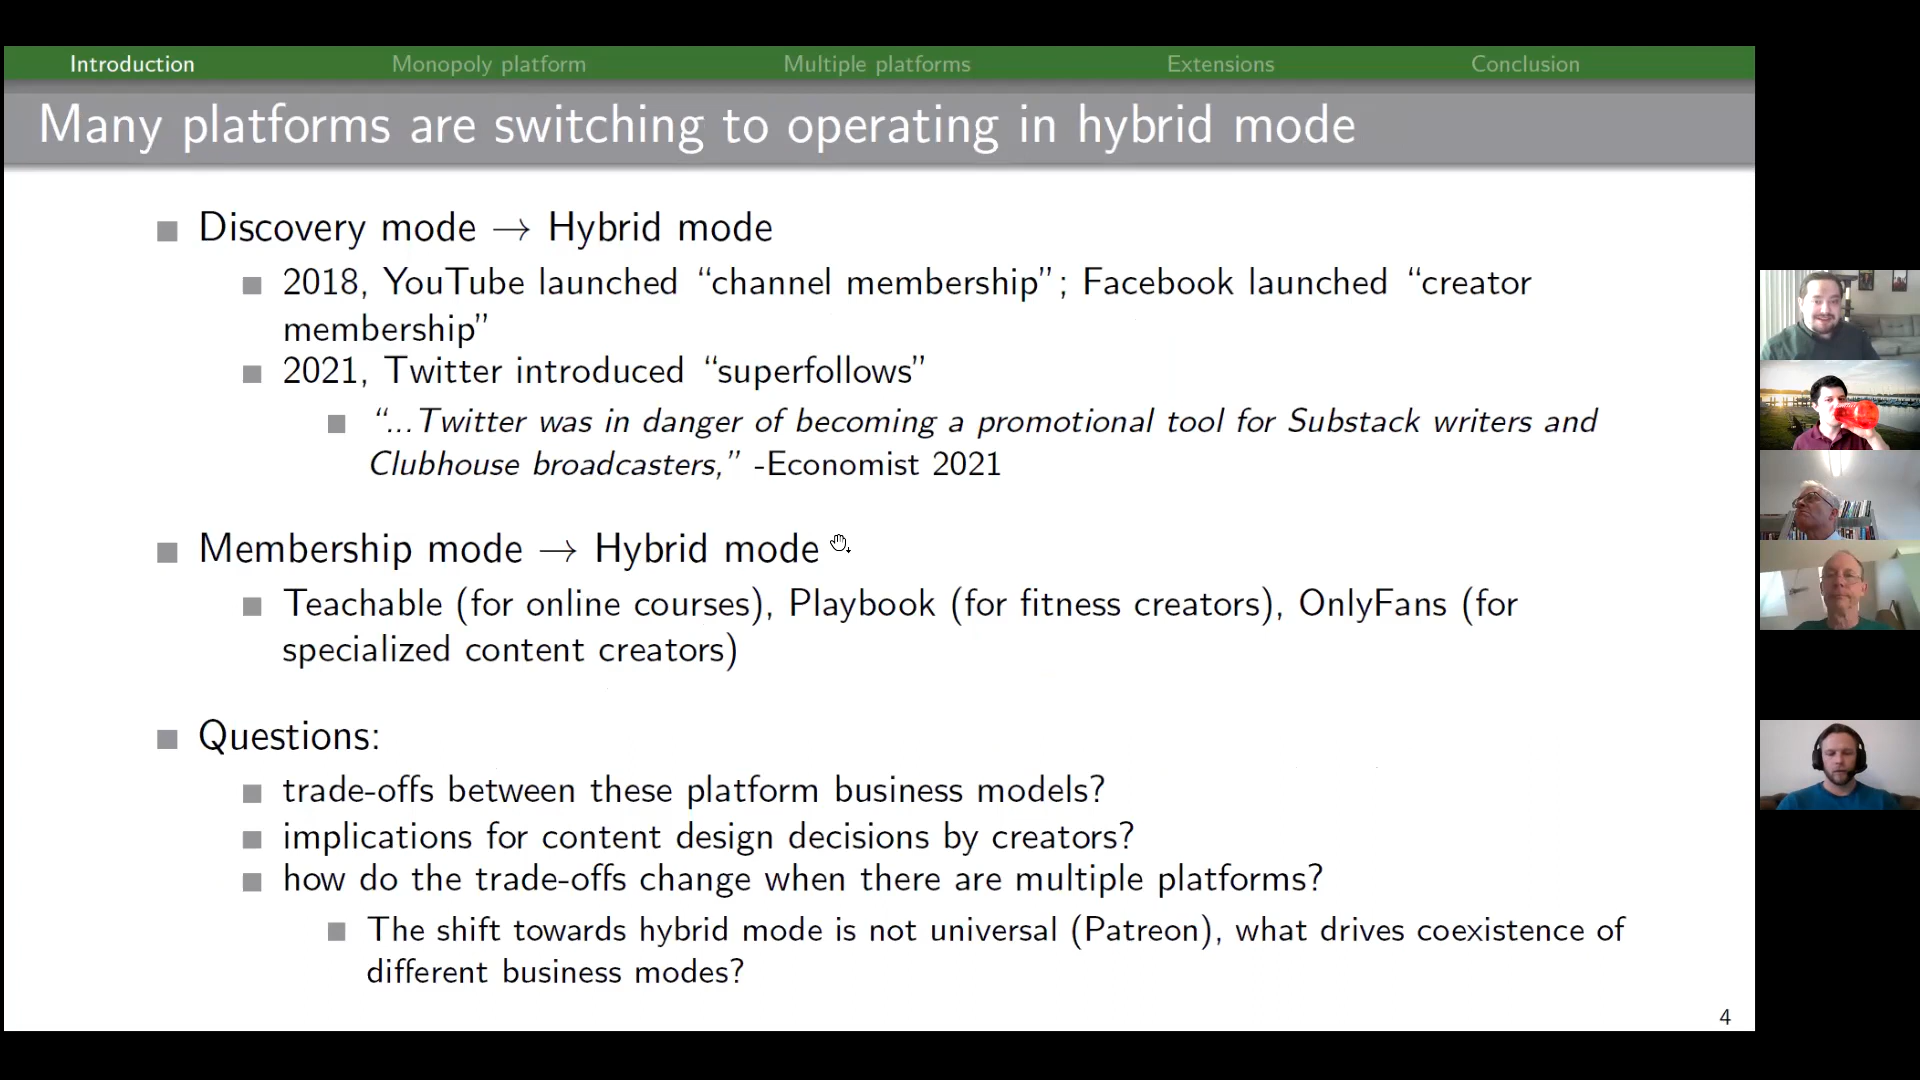 Introduction Monopoly platform Multiple platforms Extensions Conclusion
Many platforms are switching to operating in hybrid mode
Discovery mode → Hybrid mode
2018, YouTube launched “channel membership”; Facebook launched “creator
membership”
2021, Twitter introduced “superfollows”
“...Twitter was in danger of becoming a promotional tool for Substack writers and
Clubhouse broadcasters,” -Economist 2021
Membership mode → Hybrid mode
Teachable (for online courses), Playbook (for fitness creators), OnlyFans (for
specialized content creators)
Questions:
trade-offs between these platform business models?
implications for content design decisions by creators?
how do the trade-offs change when there are multiple platforms?
The shift towards hybrid mode is not universal (Patreon), what drives coexistence of
different business modes?
4